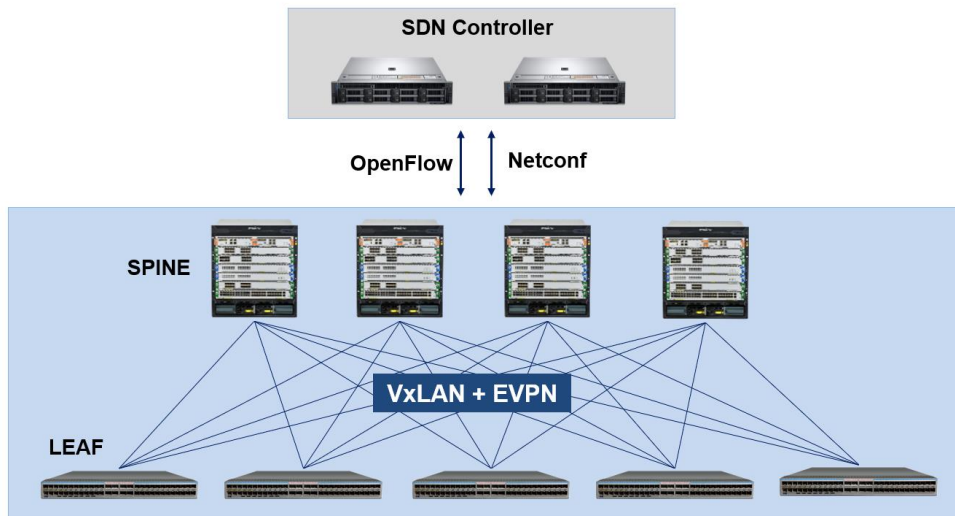 SDN Controller
OpenFlow
Netconf
SPINE
VxLAN + EVPN
LEAF